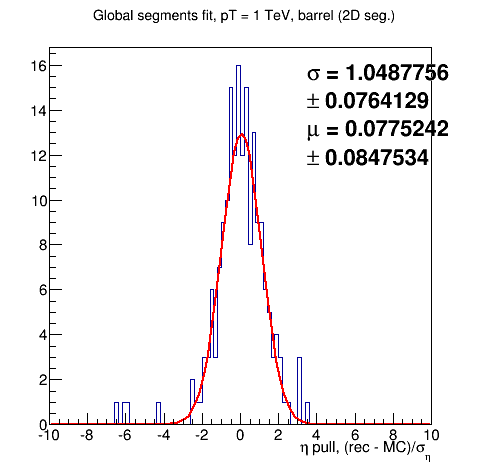 Global segments fit, pT = 1 TeV, barrel (2D seg.)
σ = 1.0487756
± 0.0764129
μ = 0.0775242
± 0.0847534
16
14
12
10
8
6
4
2
0
-10 -8 -6 -4 -2 0 2 4 6 8 10
η pull, (rec - MC)/σ_η